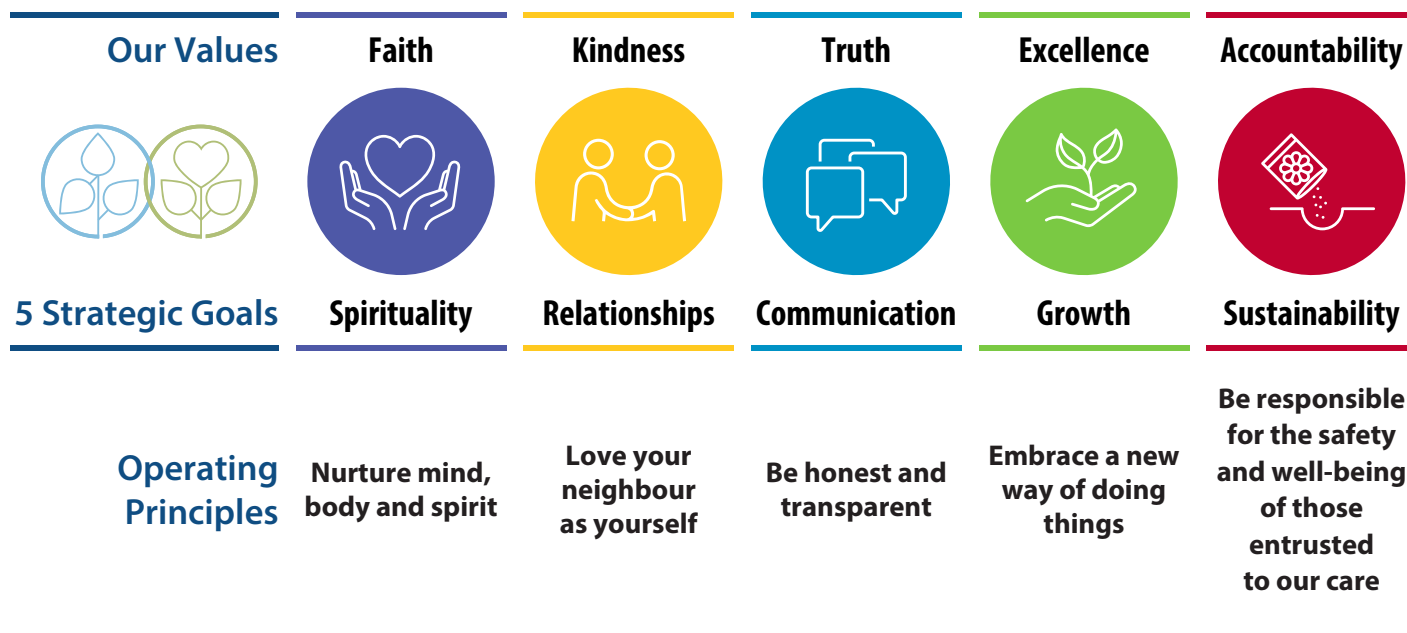 Our Values
Faith
Kindness
Truth
Excellence
Accountability
5 Strategic Goals
Spirituality
Relationships
Communication
Growth
Sustainability
Operating
Principles
Nurture mind,
body and spirit
Love your
neighbour
as yourself
Be honest and
transparent
Embrace a new
way of doing
things
Be responsible
for the safety
and well-being
of those
entrusted
to our care